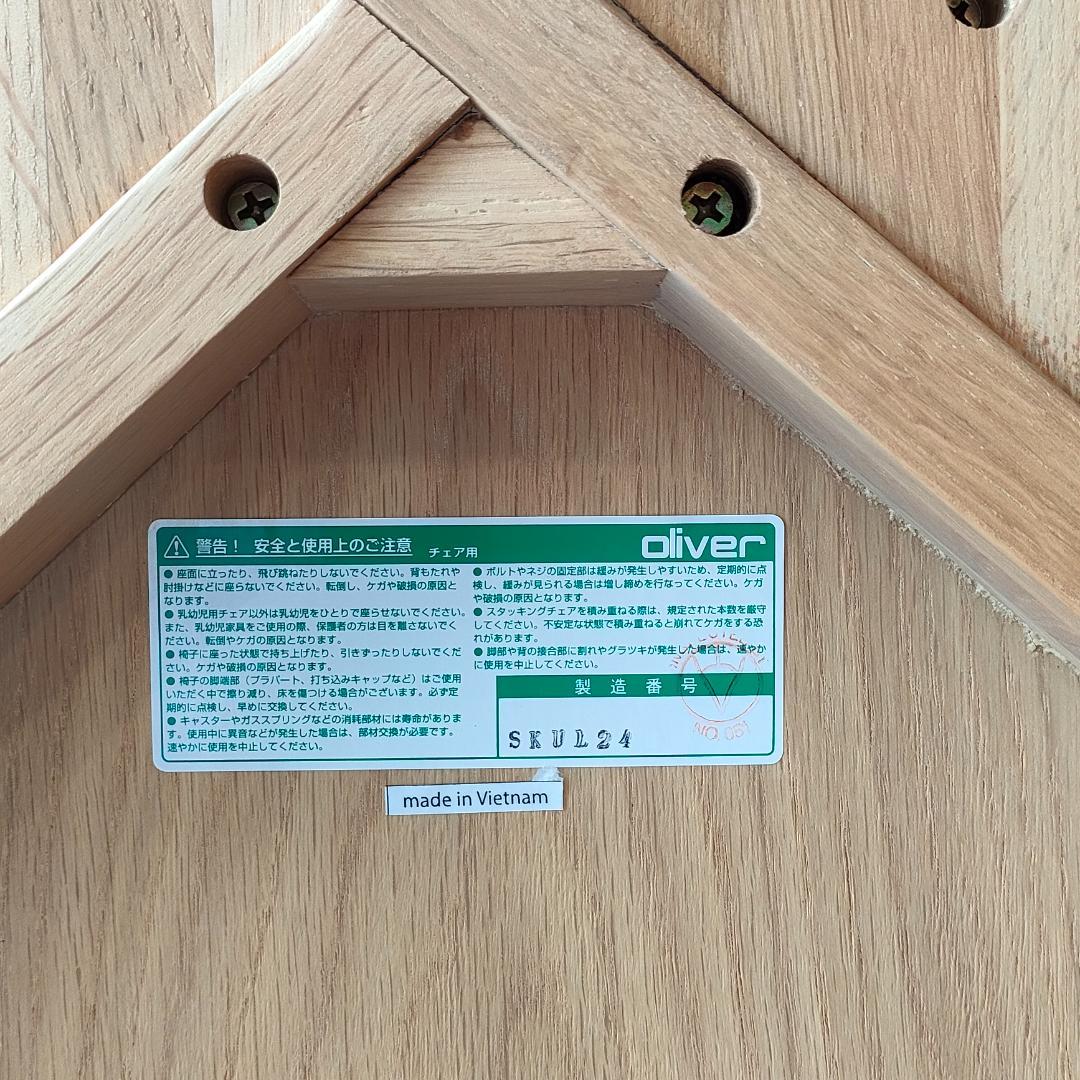 警告！ 安全と使用上のご注意 チェア用
oliver
● 座面に立ったり、飛び跳ねたりしないでください。背もたれや
肘掛けなどに座らないでください。転倒し、ケガや破損の原因と
なります。
● 乳幼児用チェア以外は乳幼児をひとりで座らせないでください。
また、乳幼児家具をご使用の際、保護者の方は目を離さないでく
ださい。転倒やケガの原因となります。
● 椅子に座った状態で持ち上げたり、引きずったりしないでくだ
さい。ケガや破損の原因となります。
● 椅子の脚端部（プラパート、打ち込みキャップなど）はご使用
いただく中で擦り減り、床を傷つける場合がございます。必ず定
期的に点検し、早めに交換してください。
● キャスターやガススプリングなどの消耗部材には寿命がありま
す。使用中に異音などが発生した場合は、部材交換が必要です。
速やかに使用を中止してください。
● ボルトやネジの固定部は緩みが発生しやすいため、定期的に点
検し、緩みが見られる場合は増し締めを行なってください。ケガ
や破損の原因となります。
● スタッキングチェアを積み重ねる際は、規定された本数を厳守
してください。不安定な状態で積み重ねると崩れてケガをする恐
れがあります。
● 脚部や背の接合部に割れやグラツキが発生した場合は、速やか
に使用を中止してください。
製造番号
SKUL24
NO. 051
made in Vietnam